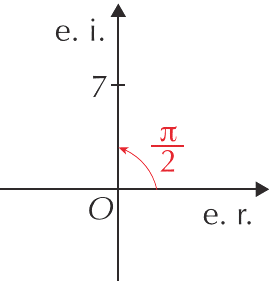 e. i.
7
π/2
O
e. r.